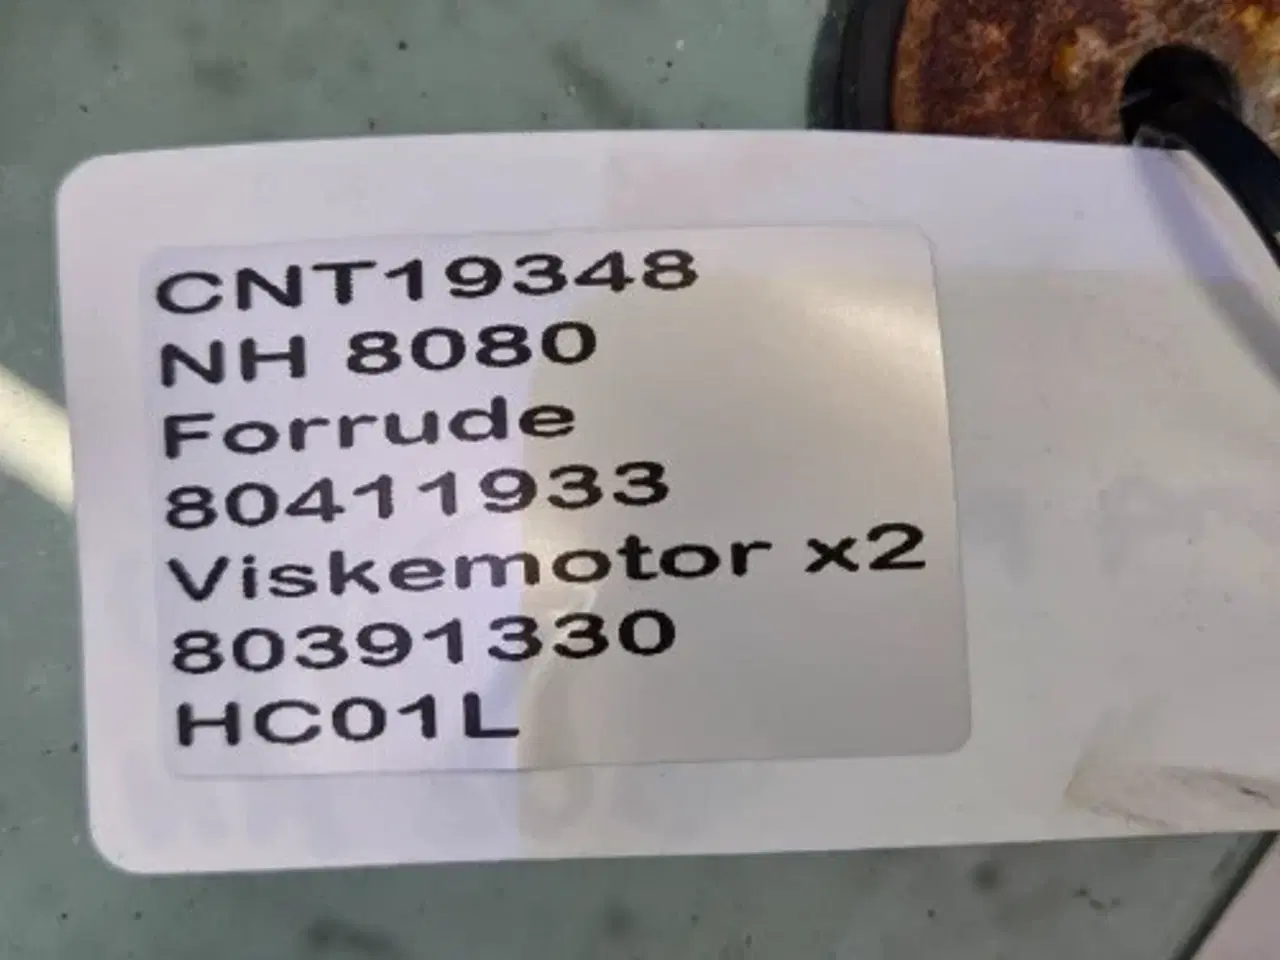 CNT19348
NH 8080
Forrude
80411933
Viskemotor x2
80391330
HC01L